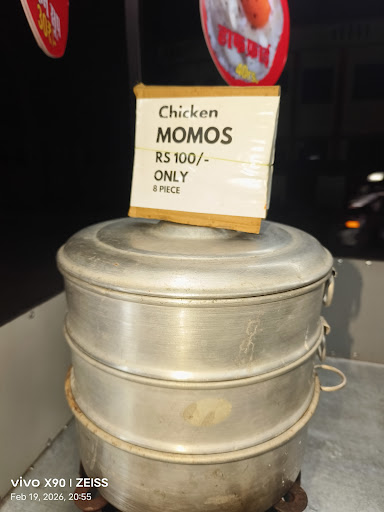 Chicken
MOMOS
RS 100/-
ONLY
8 PIECE
vivo X90 | ZEISS
Feb 19, 2026, 20:55